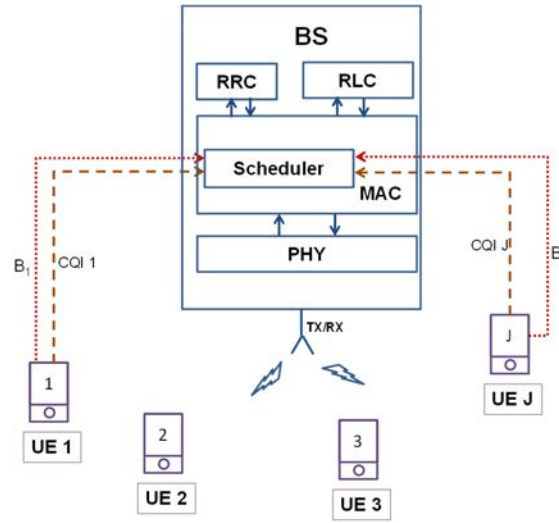 BS
RRC
RLC
Scheduler
MAC
PHY
TX/RX
B1
CQI 1
CQI J
B
1
UE 1
2
UE 2
3
UE 3
J
UE J